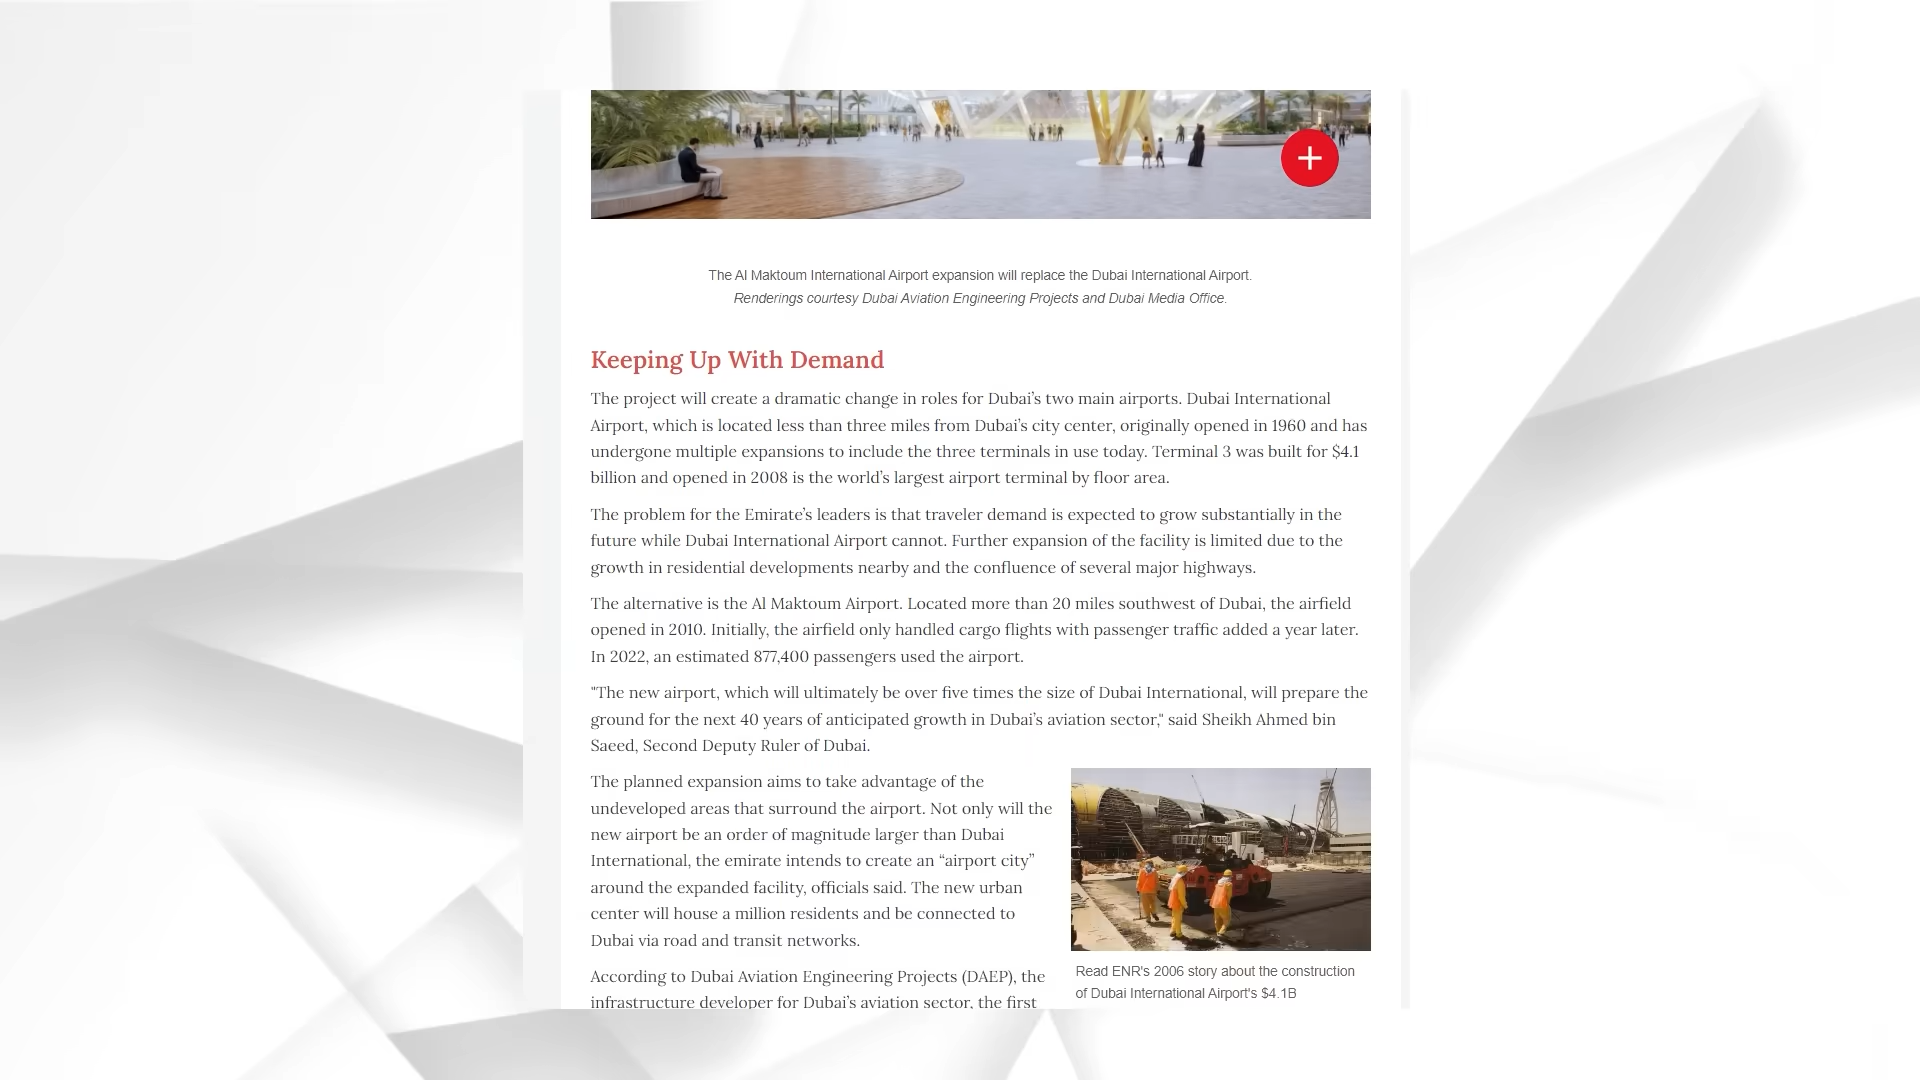 The Al Maktoum International Airport expansion will replace the Dubai International Airport.
Renderings courtesy Dubai Aviation Engineering Projects and Dubai Media Office.
Keeping Up With Demand
The project will create a dramatic change in roles for Dubai’s two main airports. Dubai International
Airport, which is located less than three miles from Dubai’s city center, originally opened in 1960 and has
undergone multiple expansions to include the three terminals in use today. Terminal 3 was built for $4.1
billion and opened in 2008 is the world’s largest airport terminal by floor area.
The problem for the Emirate’s leaders is that traveler demand is expected to grow substantially in the
future while Dubai International Airport cannot. Further expansion of the facility is limited due to the
growth in residential developments nearby and the confluence of several major highways.
The alternative is the Al Maktoum Airport. Located more than 20 miles southwest of Dubai, the airfield
opened in 2010. Initially, the airfield only handled cargo flights with passenger traffic added a year later.
In 2022, an estimated 877,400 passengers used the airport.
"The new airport, which will ultimately be over five times the size of Dubai International, will prepare the
ground for the next 40 years of anticipated growth in Dubai’s aviation sector," said Sheikh Ahmed bin
Saeed, Second Deputy Ruler of Dubai.
The planned expansion aims to take advantage of the
undeveloped areas that surround the airport. Not only will the
new airport be an order of magnitude larger than Dubai
International, the emirate intends to create an “airport city”
around the expanded facility, officials said. The new urban
center will house a million residents and be connected to
Dubai via road and transit networks.
According to Dubai Aviation Engineering Projects (DAEP), the
infrastructure developer for Dubai’s aviation sector, the first
Read ENR's 2006 story about the construction
of Dubai International Airport's $4.1B